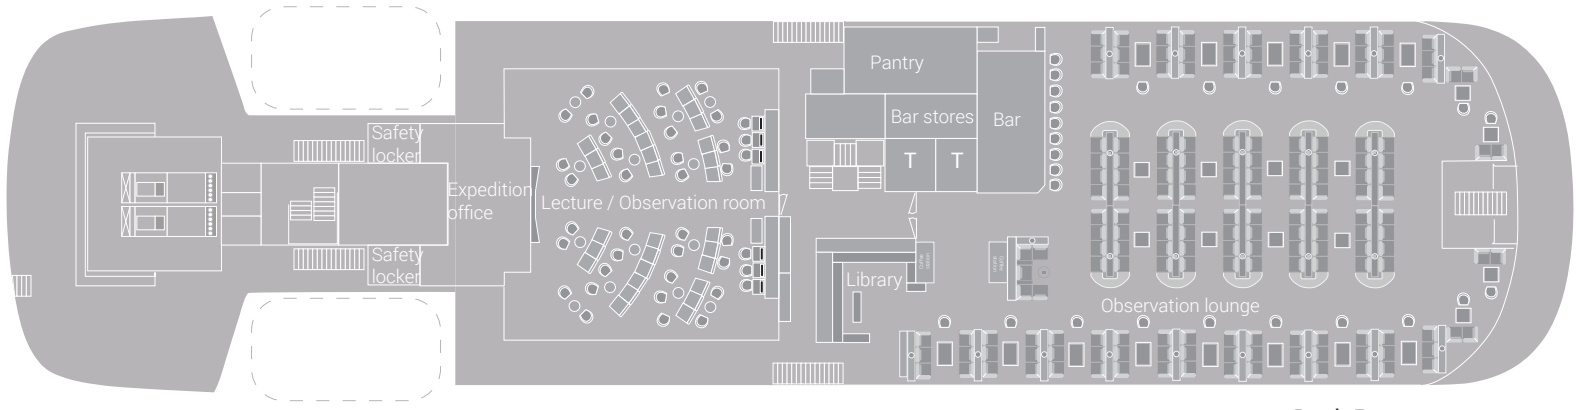 Pantry
Bar stores
Bar
T
T
Safety
locker
Expedition
office
Lecture / Observation room
Safety
locker
Library
Observation lounge